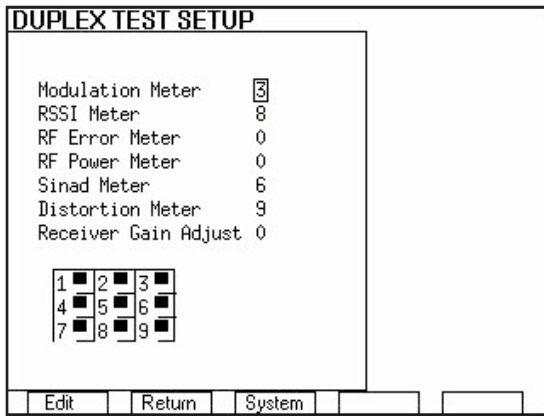 DUPLEX TEST SETUP
Modulation Meter 3
RSSI Meter 8
RF Error Meter 0
RF Power Meter 0
Sinad Meter 6
Distortion Meter 9
Receiver Gain Adjust 0
1 2 3
4 5 6
7 8 9
Edit Return System